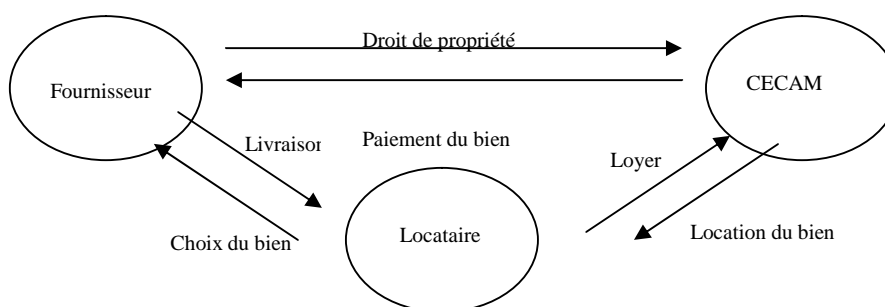 Droit de propriété
Fournisseur
CECAM
Livraison
Paiement du bien
Loyer
Choix du bien
Locataire
Location du bien